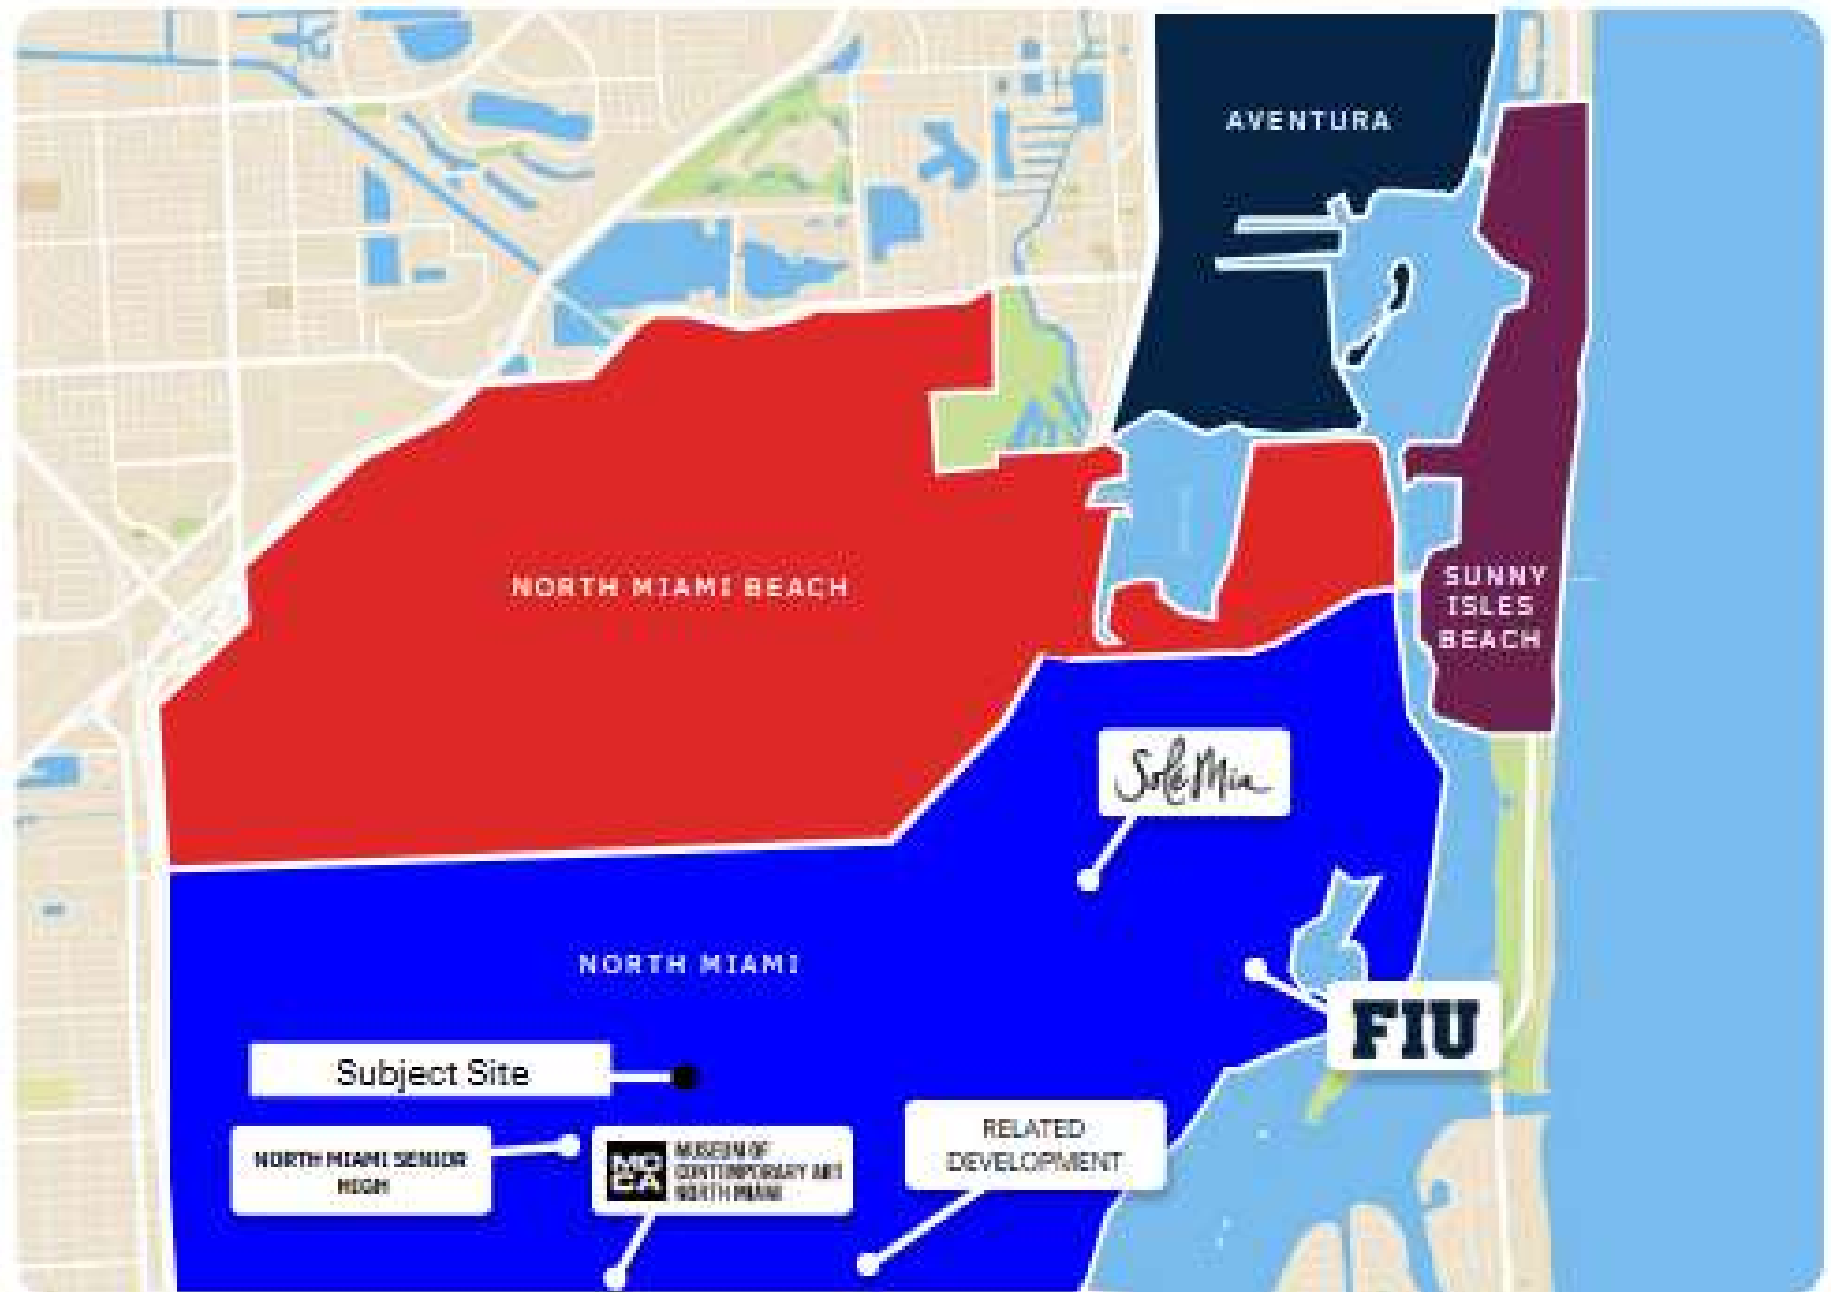 AVENTURA
NORTH MIAMI BEACH
SUNNY
ISLES
BEACH
Solé Mia
NORTH MIAMI
FIU
Subject Site
NORTH MIAMI SENIOR
HIGH
MOCA
MUSEUM OF
CONTEMPORARY ART
NORTH MIAMI
RELATED
DEVELOPMENT